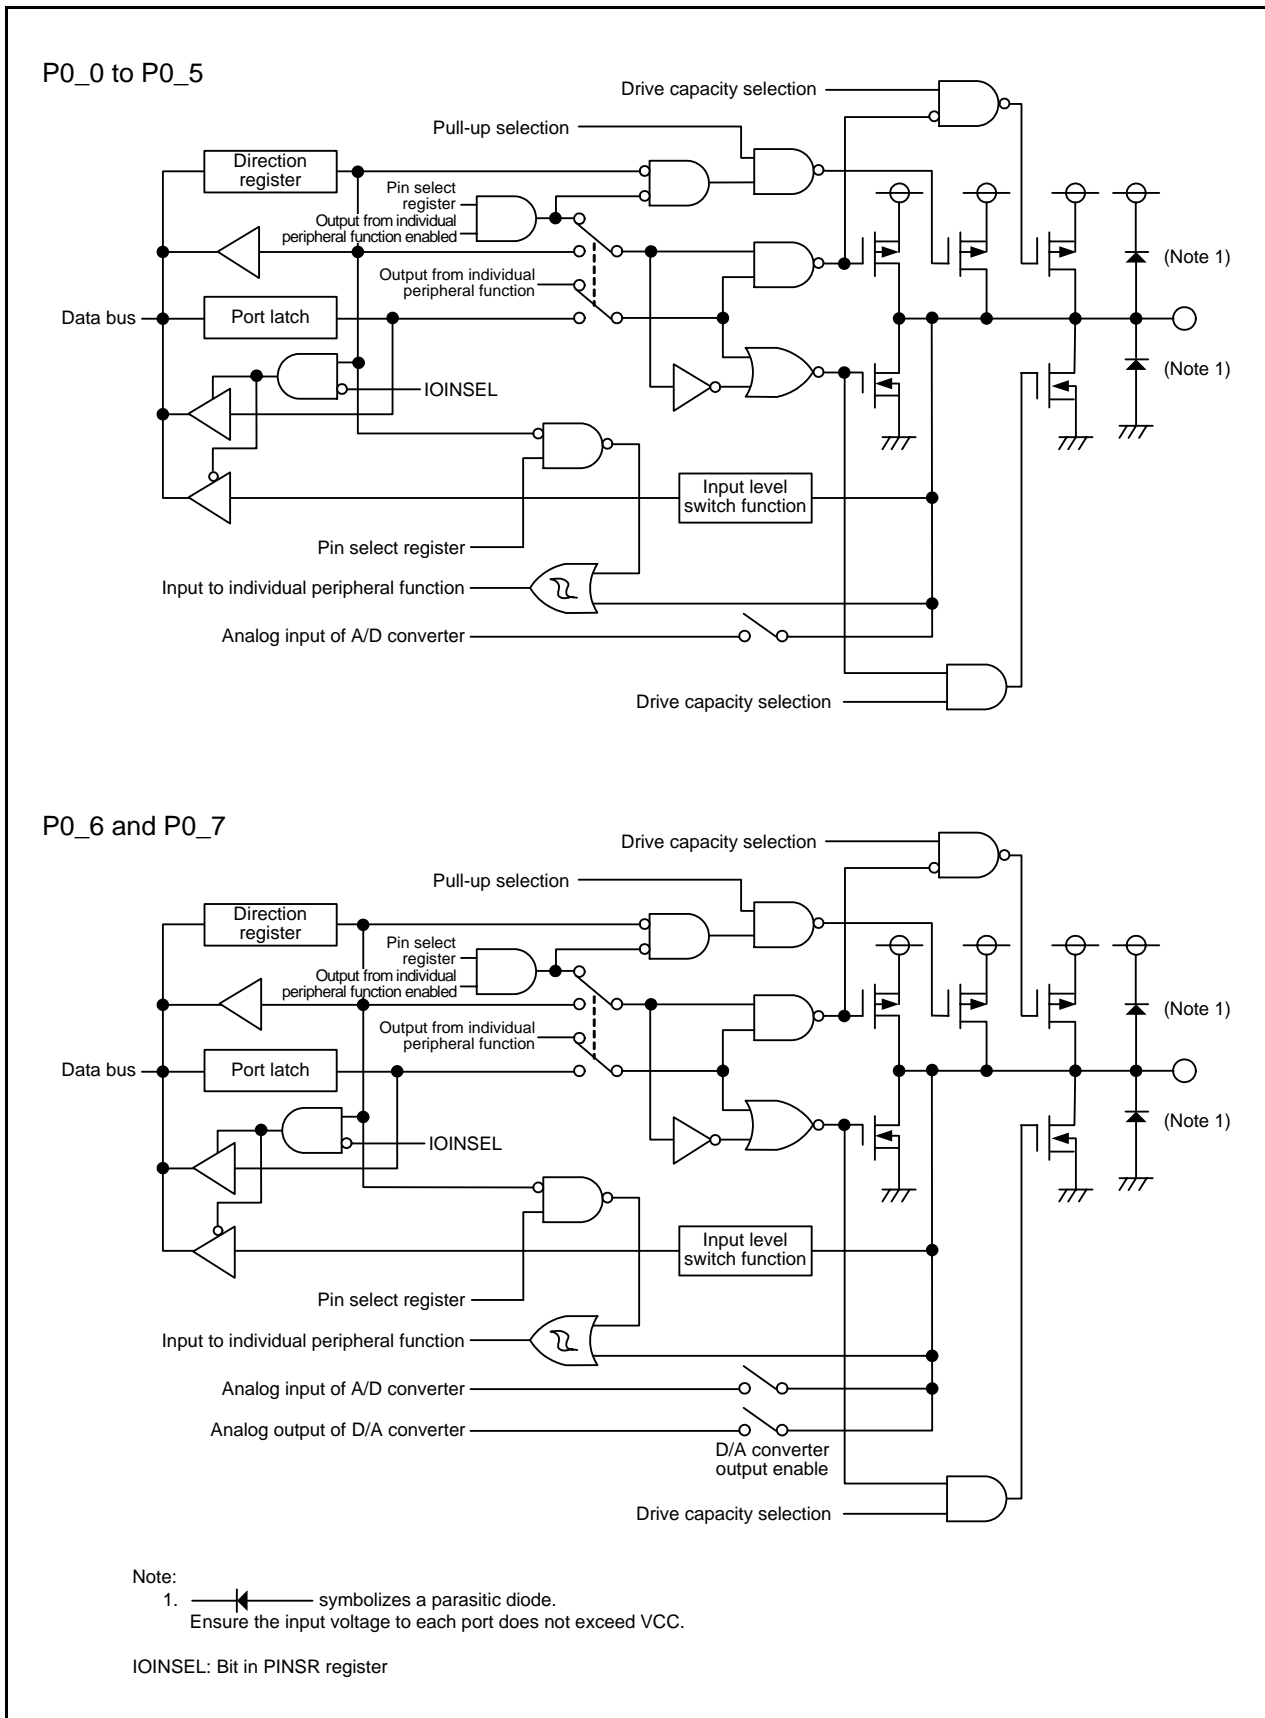 P0_0 to P0_5
Drive capacity selection
Pull-up selection
Direction
register
Pin select
register
Output from individual
peripheral function enabled
(Note 1)
Output from individual
peripheral function
Data bus
Port latch
(Note 1)
IOINSEL
Input level
switch function
Pin select register
Input to individual peripheral function
Analog input of A/D converter
Drive capacity selection
P0_6 and P0_7
Drive capacity selection
Pull-up selection
Direction
register
Pin select
register
Output from individual
peripheral function enabled
(Note 1)
Output from individual
peripheral function
Data bus
Port latch
(Note 1)
IOINSEL
Input level
switch function
Pin select register
Input to individual peripheral function
Analog input of A/D converter
Analog output of D/A converter
D/A converter
output enable
Drive capacity selection
Note:
1. symbolizes a parasitic diode.
Ensure the input voltage to each port does not exceed VCC.
IOINSEL: Bit in PINSR register